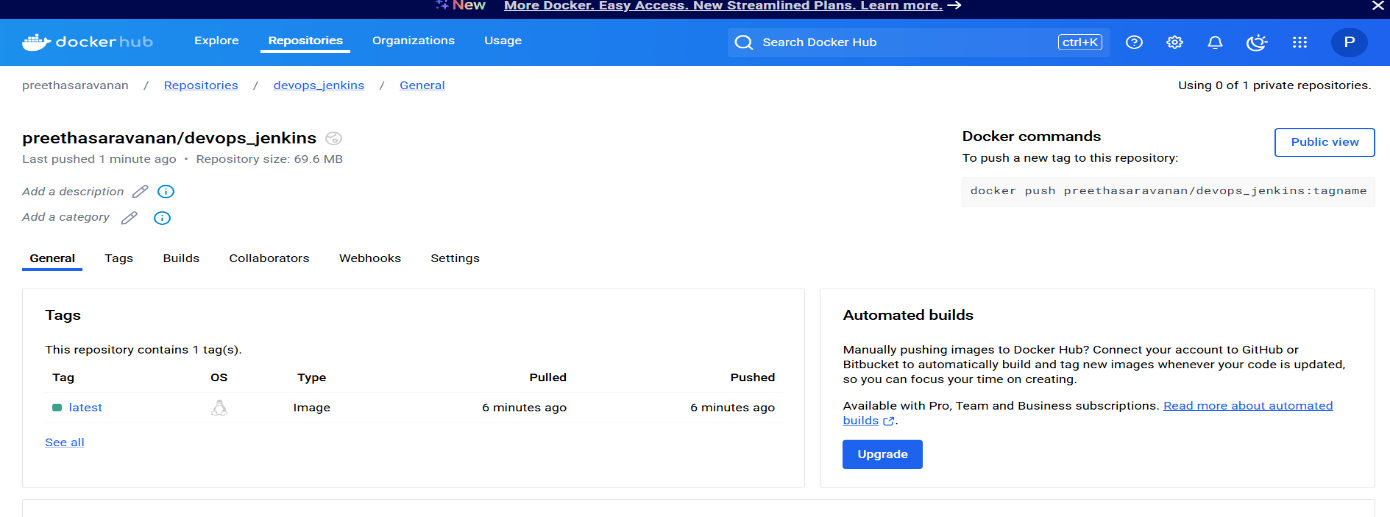 New More Docker. Easy Access. New Streamlined Plans. Learn more. →
dockerhub Explore Repositories Organizations Usage Search Docker Hub ctrl+K P
preethasaravanan / Repositories / devops_jenkins / General Using 0 of 1 private repositories.
preethasaravanan/devops_jenkins
Last pushed 1 minute ago • Repository size: 69.6 MB
Add a description
Add a category
Docker commands
Public view
To push a new tag to this repository:
docker push preethasaravanan/devops_jenkins:tagname
General Tags Builds Collaborators Webhooks Settings
Tags
This repository contains 1 tag(s).
Tag OS Type Pulled Pushed
latest Image 6 minutes ago 6 minutes ago
See all
Automated builds
Manually pushing images to Docker Hub? Connect your account to GitHub or
Bitbucket to automatically build and tag new images whenever your code is updated,
so you can focus your time on creating.
Available with Pro, Team and Business subscriptions. Read more about automated
builds.
Upgrade